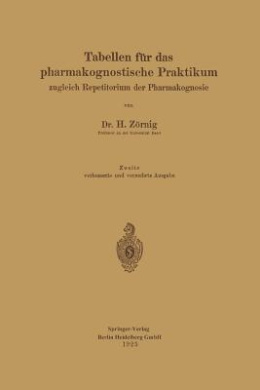 Tabellen für das
pharmakognostische Praktikum
zugleich Repetitorium der Pharmakognosie
von
Dr. H. Zörnig
Zweite
verbesserte und vermehrte Ausgabe
Springer-Verlag
Berlin Heidelberg GmbH
1925